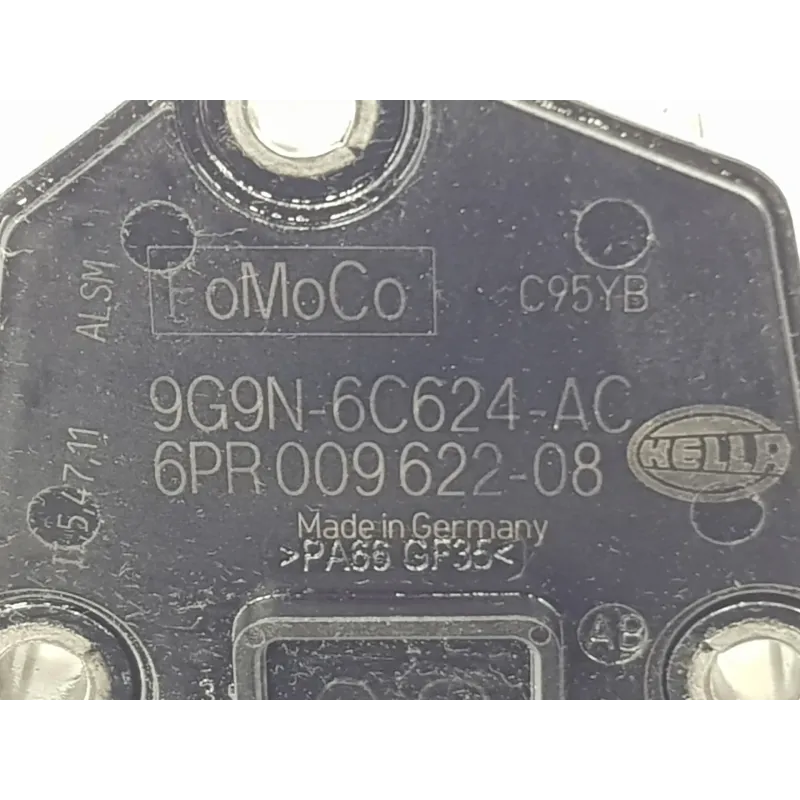 FoMoCo
C95YB
ALSM
9G9N-6C624-AC
6PR 009 622-08
HELLA
Made in Germany
>PA66 GF35<
AB